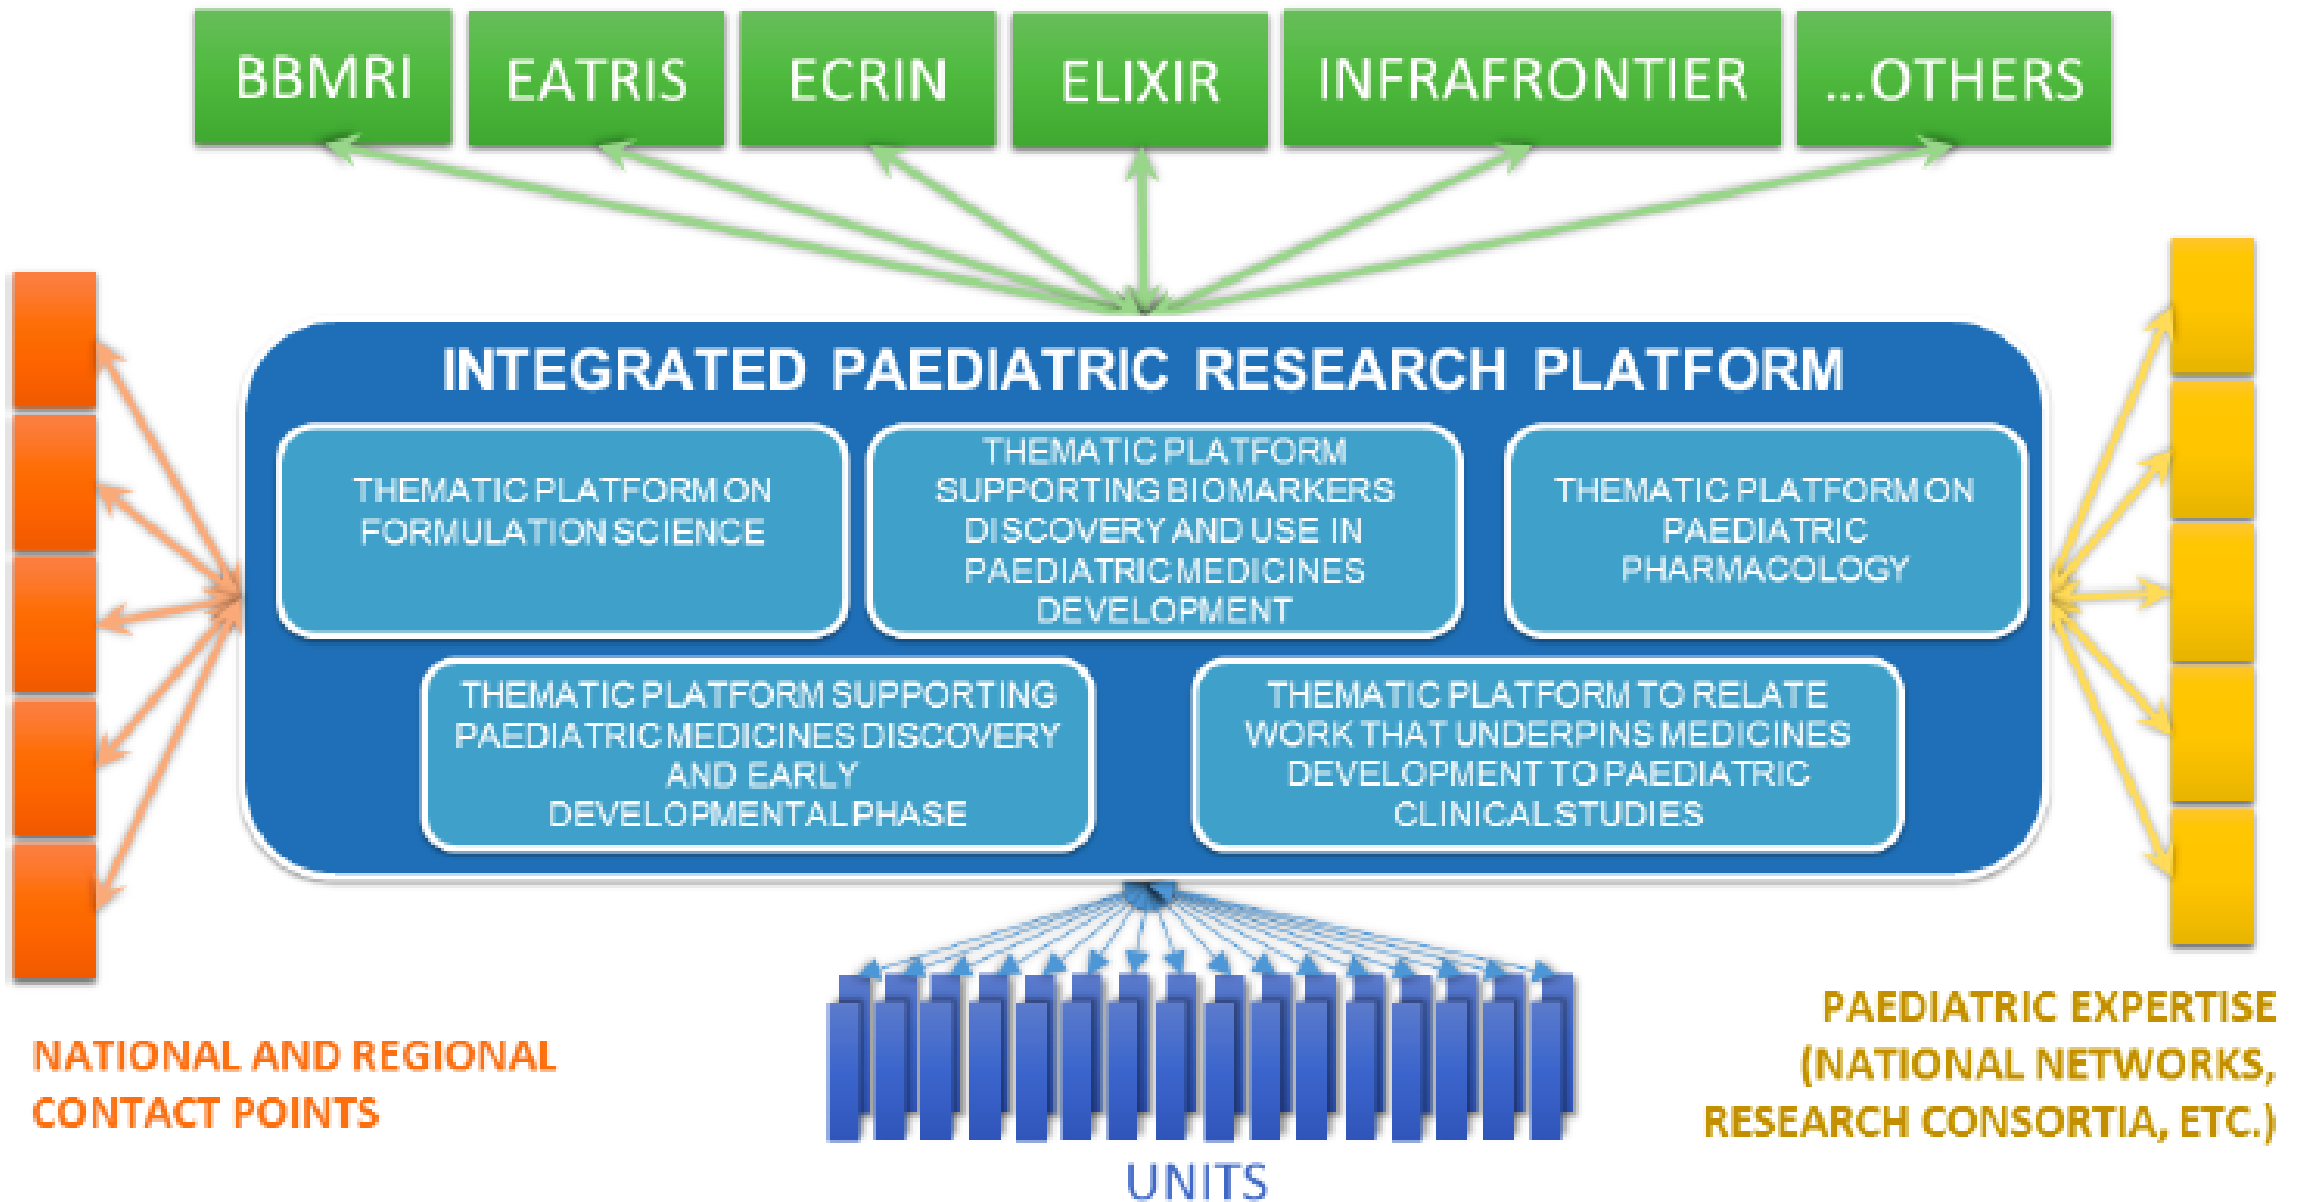 BBMRI
EATRIS
ECRIN
ELIXIR
INFRAFRONTIER
...OTHERS
INTEGRATED PAEDIATRIC RESEARCH PLATFORM
THEMATIC PLATFORM ON
FORMULATION SCIENCE
THEMATIC PLATFORM
SUPPORTING BIOMARKERS
DISCOVERY AND USE IN
PAEDIATRIC MEDICINES
DEVELOPMENT
THEMATIC PLATFORM ON
PAEDIATRIC
PHARMACOLOGY
THEMATIC PLATFORM SUPPORTING
PAEDIATRIC MEDICINES DISCOVERY
AND EARLY
DEVELOPMENTAL PHASE
THEMATIC PLATFORM TO RELATE
WORK THAT UNDERPINS MEDICINES
DEVELOPMENT TO PAEDIATRIC
CLINICAL STUDIES
NATIONAL AND REGIONAL
CONTACT POINTS
UNITS
PAEDIATRIC EXPERTISE
(NATIONAL NETWORKS,
RESEARCH CONSORTIA, ETC.)